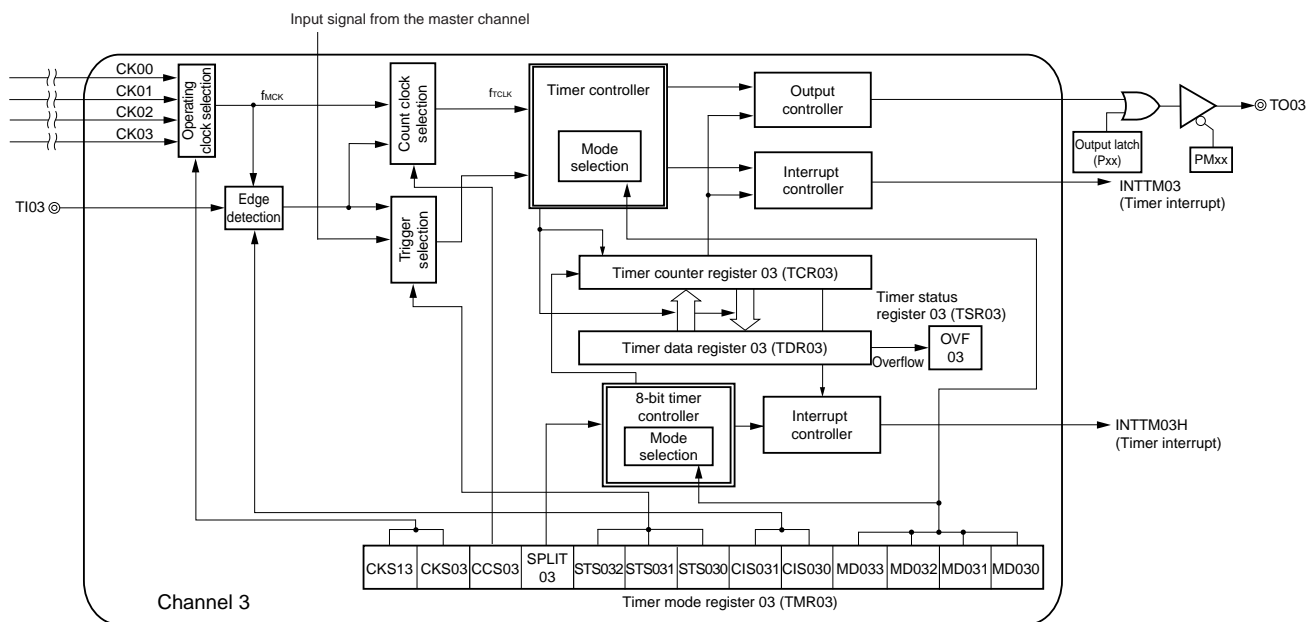 Input signal from the master channel
CK00
CK01
CK02
CK03
Operating
clock selection
fMCK
Count clock
selection
fTCLK
Timer controller
Mode
selection
Output
controller
TO03
Output latch
(Pxx)
PMxx
Interrupt
controller
INTTM03
(Timer interrupt)
TI03
Edge
detection
Trigger
selection
Timer counter register 03 (TCR03)
Timer status
register 03 (TSR03)
Timer data register 03 (TDR03)
Overflow
OVF
03
8-bit timer
controller
Mode
selection
Interrupt
controller
INTTM03H
(Timer interrupt)
CKS13
CKS03
CCS03
SPLIT
03
STS032
STS031
STS030
CIS031
CIS030
MD033
MD032
MD031
MD030
Channel 3
Timer mode register 03 (TMR03)